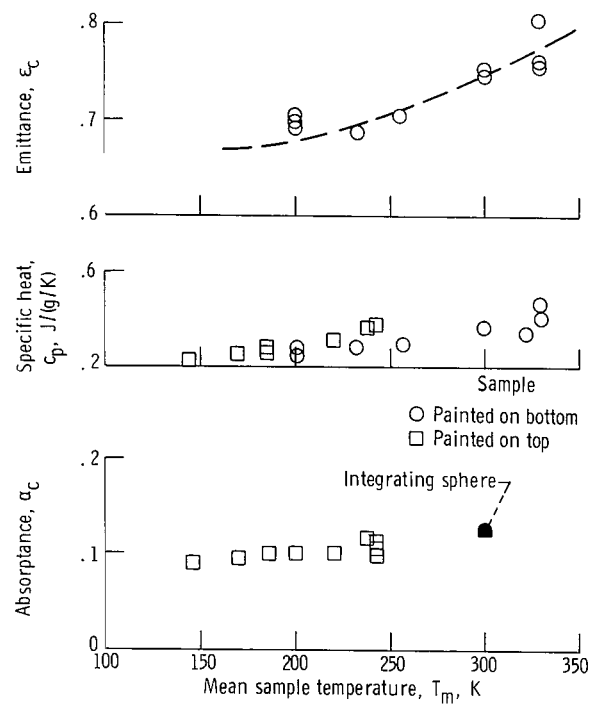 .8
.7
.6
Emittance, εc
.6
.2
Specific heat,
cp, J/(g/K)
Sample
Painted on bottom
Painted on top
.2
.1
0
Absorptance, αc
Integrating sphere
100 150 200 250 300 350
Mean sample temperature, Tm, K